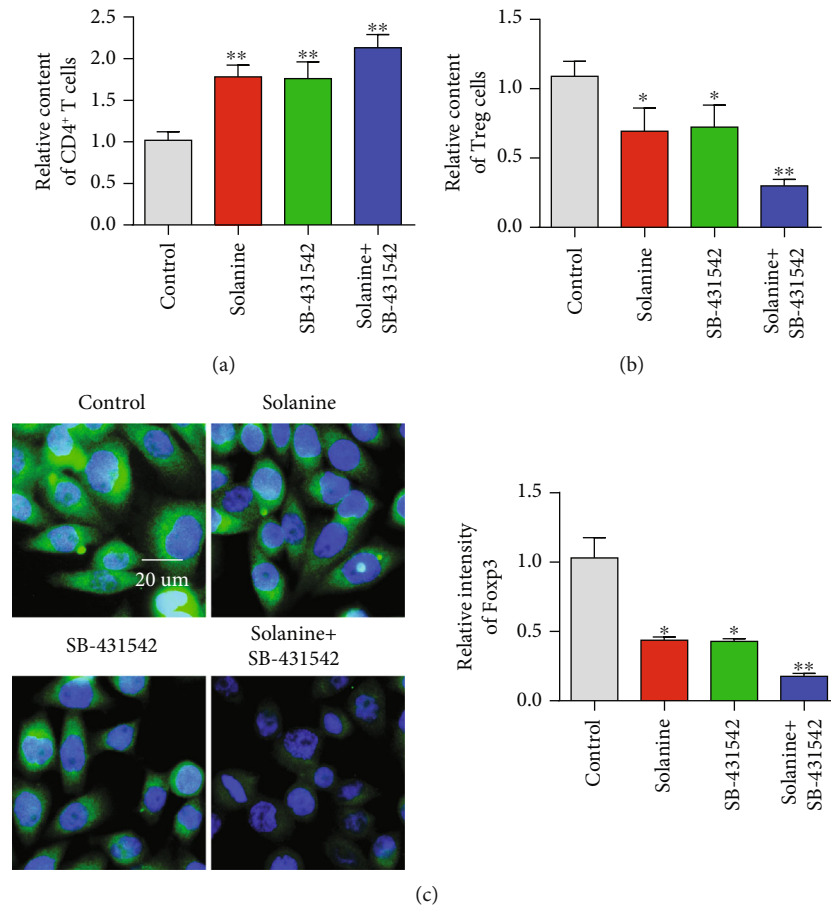 Relative content
of CD4⁺ T cells
2.5
2.0
1.5
1.0
0.5
0.0
**
**
**
Control
Solanine
SB-431542
Solanine+
SB-431542
(a)
Relative content
of Treg cells
1.5
1.0
0.5
0.0
*
*
**
Control
Solanine
SB-431542
Solanine+
SB-431542
(b)
Control
Solanine
20 um
SB-431542
Solanine+
SB-431542
Relative intensity
of Foxp3
1.5
1.0
0.5
0.0
*
*
**
Control
Solanine
SB-431542
Solanine+
SB-431542
(c)